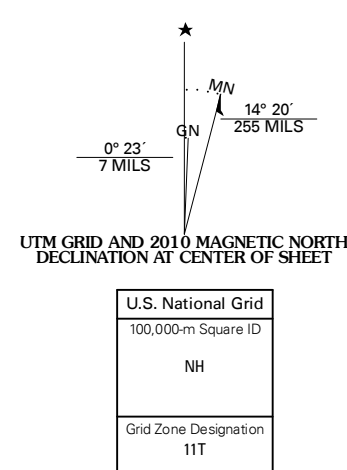 ★
MN
GN
14° 20´
255 MILS
0° 23´
7 MILS
UTM GRID AND 2010 MAGNETIC NORTH
DECLINATION AT CENTER OF SHEET
U.S. National Grid
100,000-m Square ID
NH
Grid Zone Designation
11T